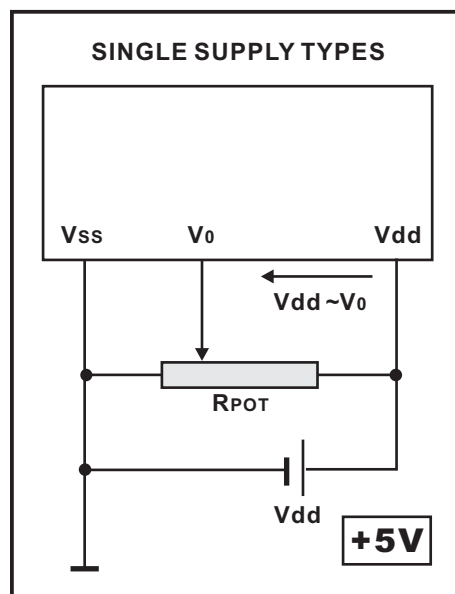 SINGLE SUPPLY TYPES
VSS V0 Vdd
Vdd ~V0
RPOT
Vdd
+5V